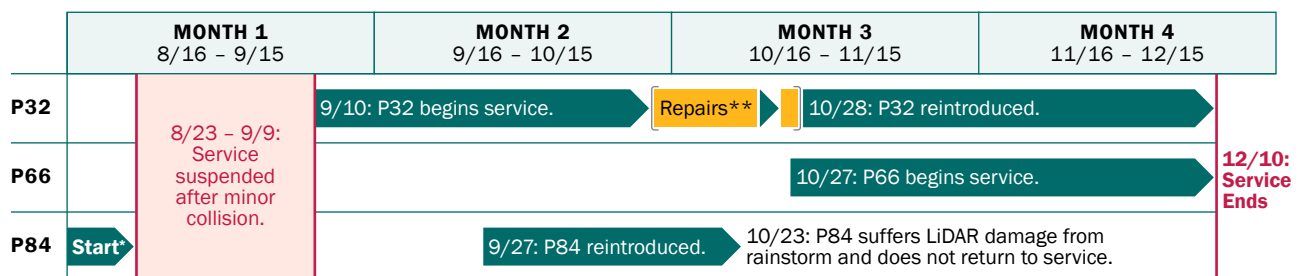 MONTH 1
8/16 – 9/15
MONTH 2
9/16 – 10/15
MONTH 3
10/16 – 11/15
MONTH 4
11/16 – 12/15
P32
9/10: P32 begins service.
Repairs**
10/28: P32 reintroduced.
8/23 – 9/9:
Service
suspended
after minor
collision.
P66
10/27: P66 begins service.
12/10:
Service
Ends
P84
Start*
9/27: P84 reintroduced.
10/23: P84 suffers LiDAR damage from
rainstorm and does not return to service.